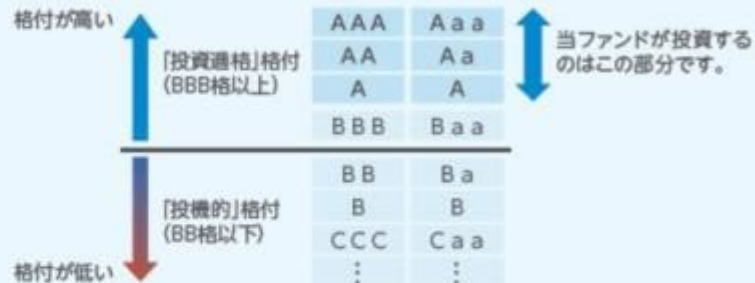 格付が高い
「投資適格」格付
(BBB格以上)
AAA Aaa
AA Aa
A A
BBB Baa
当ファンドが投資する
のはこの部分です。
「投機的」格付
(BB格以下)
BB Ba
B B
CCC Caa
⋮ ⋮
格付が低い